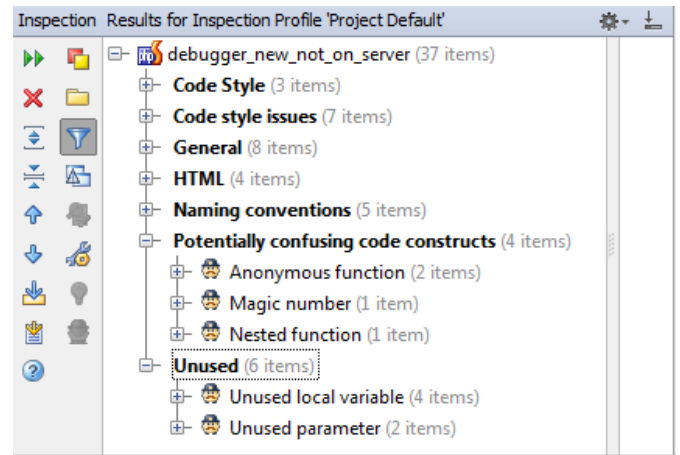 Inspection Results for Inspection Profile 'Project Default'
debugger_new_not_on_server (37 items)
Code Style (3 items)
Code style issues (7 items)
General (8 items)
HTML (4 items)
Naming conventions (5 items)
Potentially confusing code constructs (4 items)
Anonymous function (2 items)
Magic number (1 item)
Nested function (1 item)
Unused (6 items)
Unused local variable (4 items)
Unused parameter (2 items)